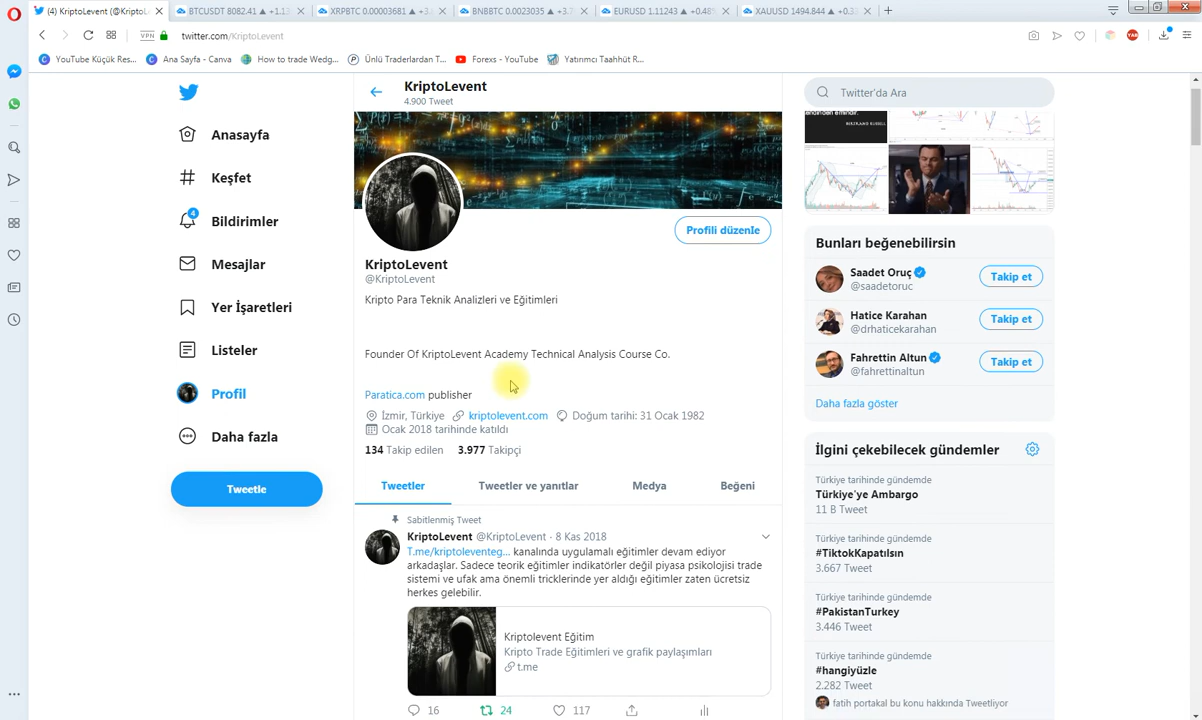 (4) KriptoLevent (@KriptoL
BTCUSDT 8082.41 ▲ +1.1
XRPBTC 0.00003681 ▲ +3.
BNBBTC 0.0023035 ▲ +3.
EURUSD 1.11243 ▲ +0.48
XAUUSD 1494.844 ▲ +0.3
VPN
twitter.com/KriptoLevent
YouTube Küçük Res...
Ana Sayfa - Canva
How to trade Wedg...
Ünlü Traderlardan T...
Forexs - YouTube
Yatırımcı Taahhüt R...
KriptoLevent
4.900 Tweet
Twitter'da Ara
Anasayfa
Keşfet
4
Bildirimler
Mesajlar
Yer İşaretleri
Listeler
Profil
Daha fazla
Tweetle
Profili düzenle
KriptoLevent
@KriptoLevent
Kripto Para Teknik Analizleri ve Eğitimleri
Founder Of KriptoLevent Academy Technical Analysis Course Co.
Paratica.com publisher
İzmir, Türkiye kriptolevent.com Doğum tarihi: 31 Ocak 1982
Ocak 2018 tarihinde katıldı
134 Takip edilen 3.977 Takipçi
Tweetler
Tweetler ve yanıtlar
Medya
Beğeni
Sabitlenmiş Tweet
KriptoLevent @KriptoLevent · 8 Kas 2018
T.me/kriptoleventeg... kanalında uygulamalı eğitimler devam ediyor
arkadaşlar. Sadece teorik eğitimler indikatörler değil piyasa psikolojisi trade
sistemi ve ufak ama önemli tricklerinde yer aldığı eğitimler zaten ücretsiz
herkes gelebilir.
Kriptolevent Eğitim
Kripto Trade Eğitimleri ve grafik paylaşımları
t.me
16
24
117
Bunları beğenebilirsin
Saadet Oruç
@saadetoruc
Takip et
Hatice Karahan
@drhaticekarahan
Takip et
Fahrettin Altun
@fahrettinaltun
Takip et
Daha fazla göster
İlgini çekebilecek gündemler
Türkiye tarihinde gündemde
Türkiye'ye Ambargo
11 B Tweet
Türkiye tarihinde gündemde
#TiktokKapatılsın
3.667 Tweet
Türkiye tarihinde gündemde
#PakistanTurkey
3.446 Tweet
Türkiye tarihinde gündemde
#hangiyüzle
2.282 Tweet
fatih portakal bu konu hakkında Tweetliyor